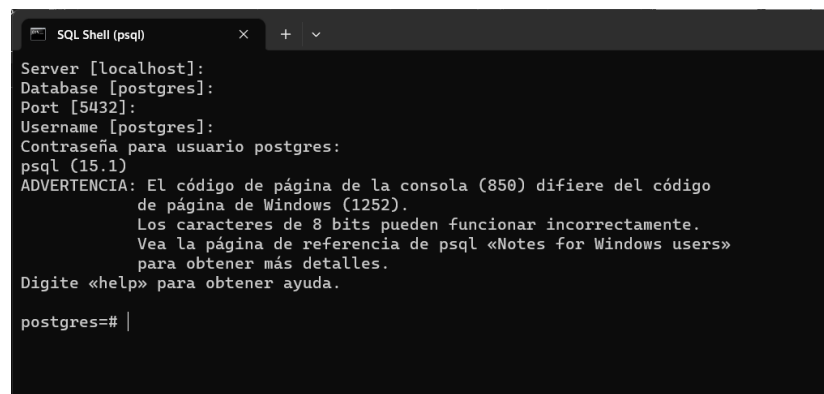 SQL Shell (psql)
Server [localhost]:
Database [postgres]:
Port [5432]:
Username [postgres]:
Contraseña para usuario postgres:
psql (15.1)
ADVERTENCIA: El código de página de la consola (850) difiere del código
de página de Windows (1252).
Los caracteres de 8 bits pueden funcionar incorrectamente.
Vea la página de referencia de psql «Notes for Windows users»
para obtener más detalles.
Digite «help» para obtener ayuda.
postgres=#